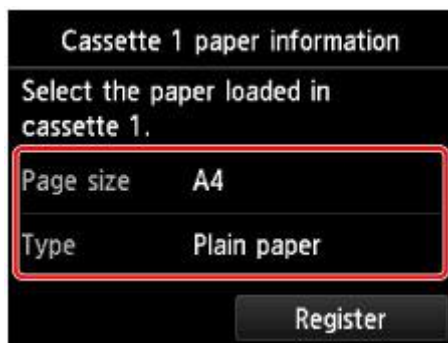 Cassette 1 paper information
Select the paper loaded in
cassette 1.
Page size A4
Type Plain paper
Register